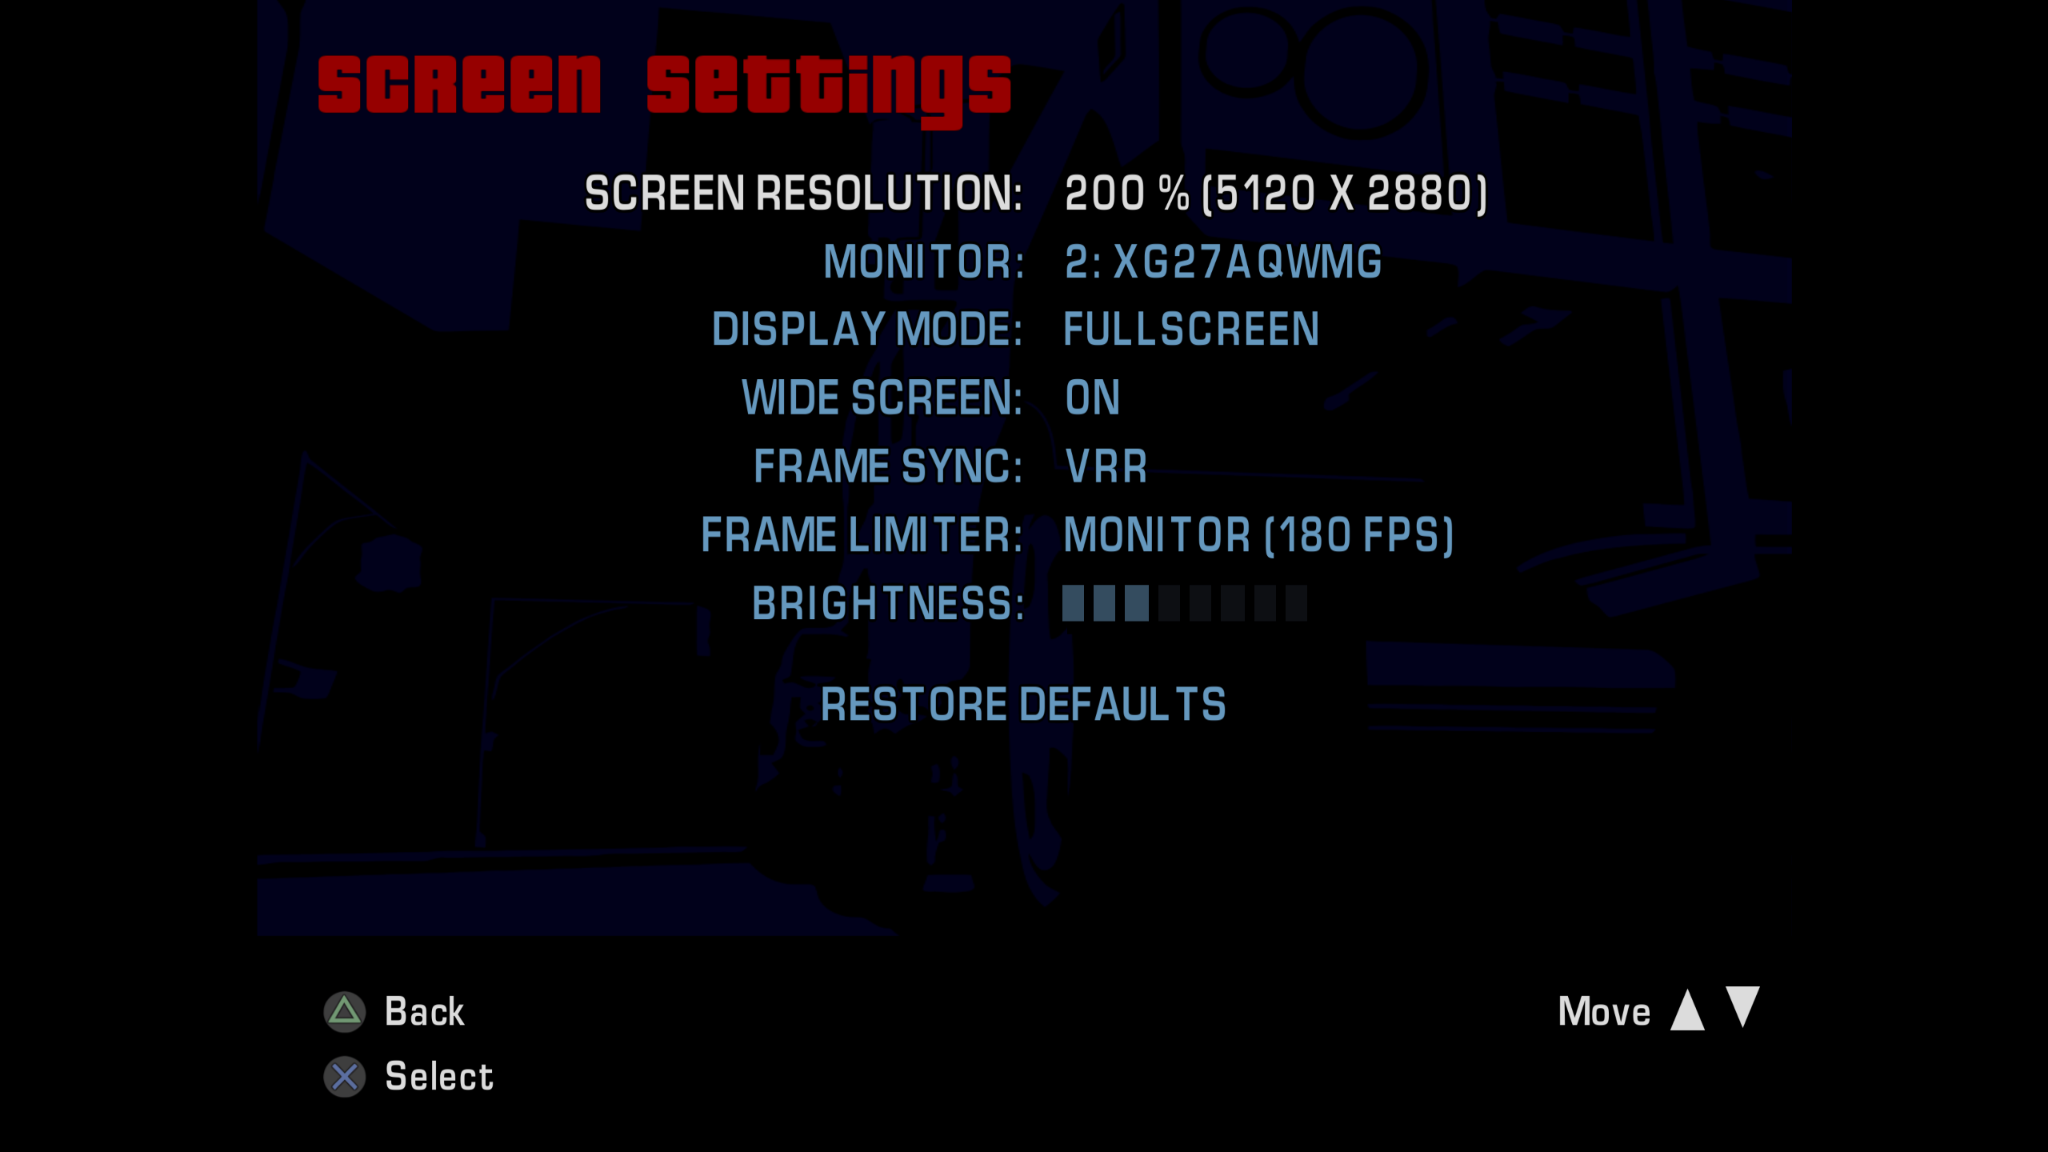 SCREEN SETTINGS
SCREEN RESOLUTION: 200 % (5120 X 2880)
MONITOR: 2: XG27AQWMG
DISPLAY MODE: FULLSCREEN
WIDE SCREEN: ON
FRAME SYNC: VRR
FRAME LIMITER: MONITOR (180 FPS)
BRIGHTNESS:
RESTORE DEFAULTS
Back
Move
Select